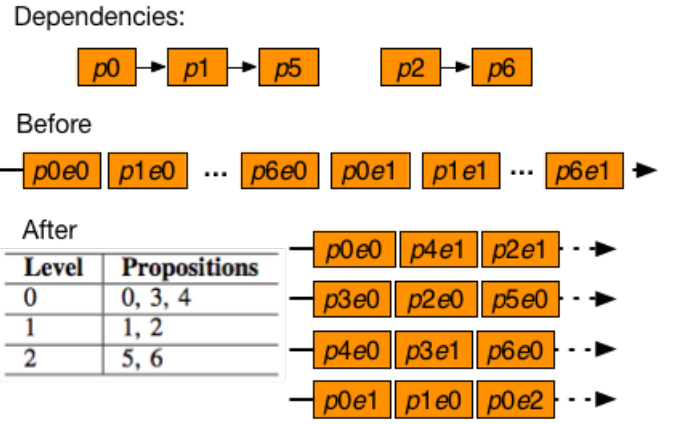 Dependencies:
p0 p1 p5 p2 p6
Before
p0e0 p1e0 ... p6e0 p0e1 p1e1 ... p6e1
After
Level Propositions
0 0, 3, 4
1 1, 2
2 5, 6
p0e0 p4e1 p2e1
p3e0 p2e0 p5e0
p4e0 p3e1 p6e0
p0e1 p1e0 p0e2